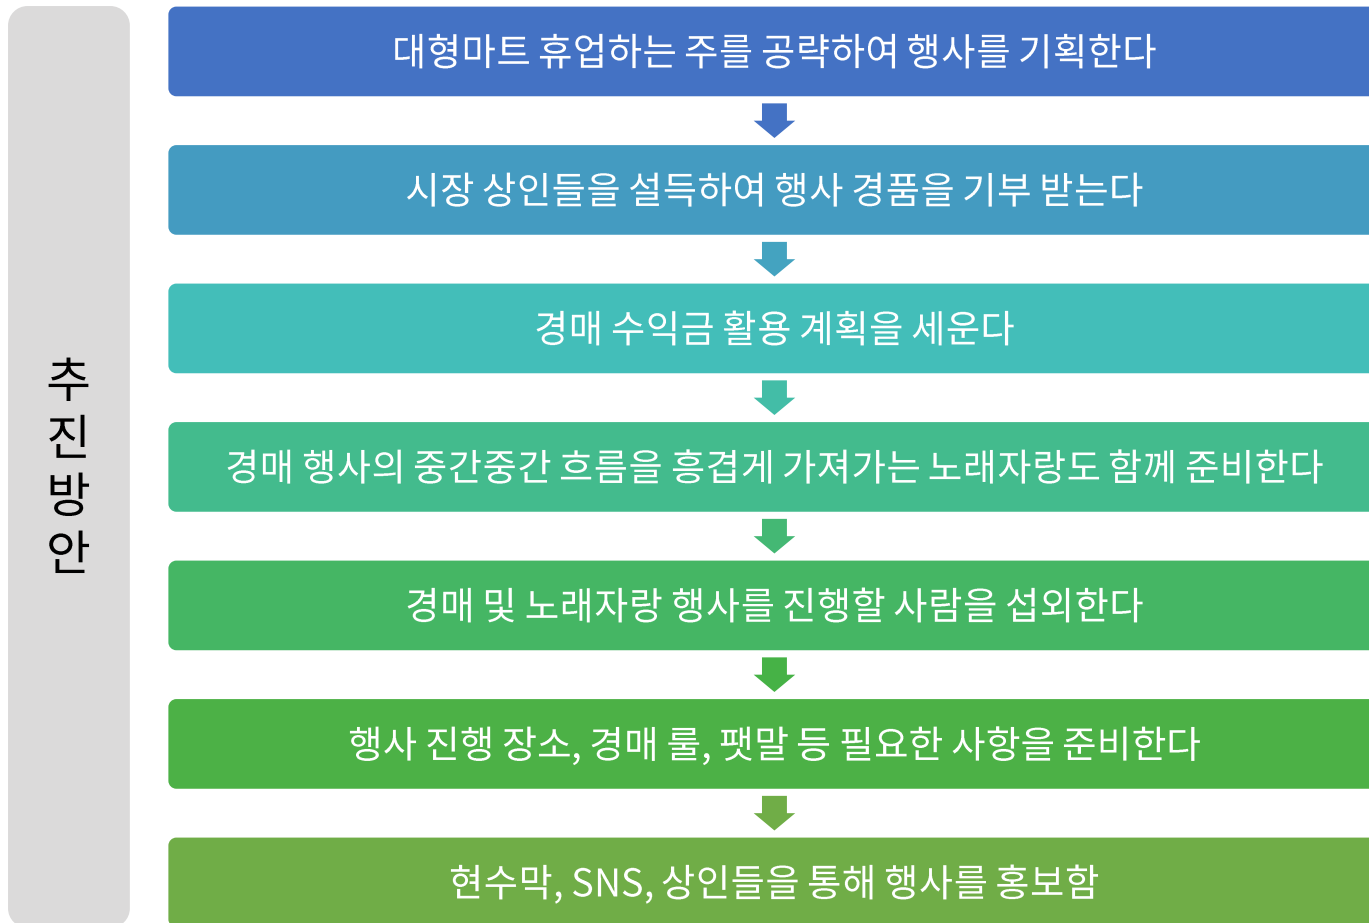 추진방안
대형마트 휴업하는 주를 공략하여 행사를 기획한다
시장 상인들을 설득하여 행사 경품을 기부 받는다
경매 수익금 활용 계획을 세운다
경매 행사의 중간중간 흐름을 흥겹게 가져가는 노래자랑도 함께 준비한다
경매 및 노래자랑 행사를 진행할 사람을 섭외한다
행사 진행 장소, 경매 룰, 팻말 등 필요한 사항을 준비한다
현수막, SNS, 상인들을 통해 행사를 홍보함